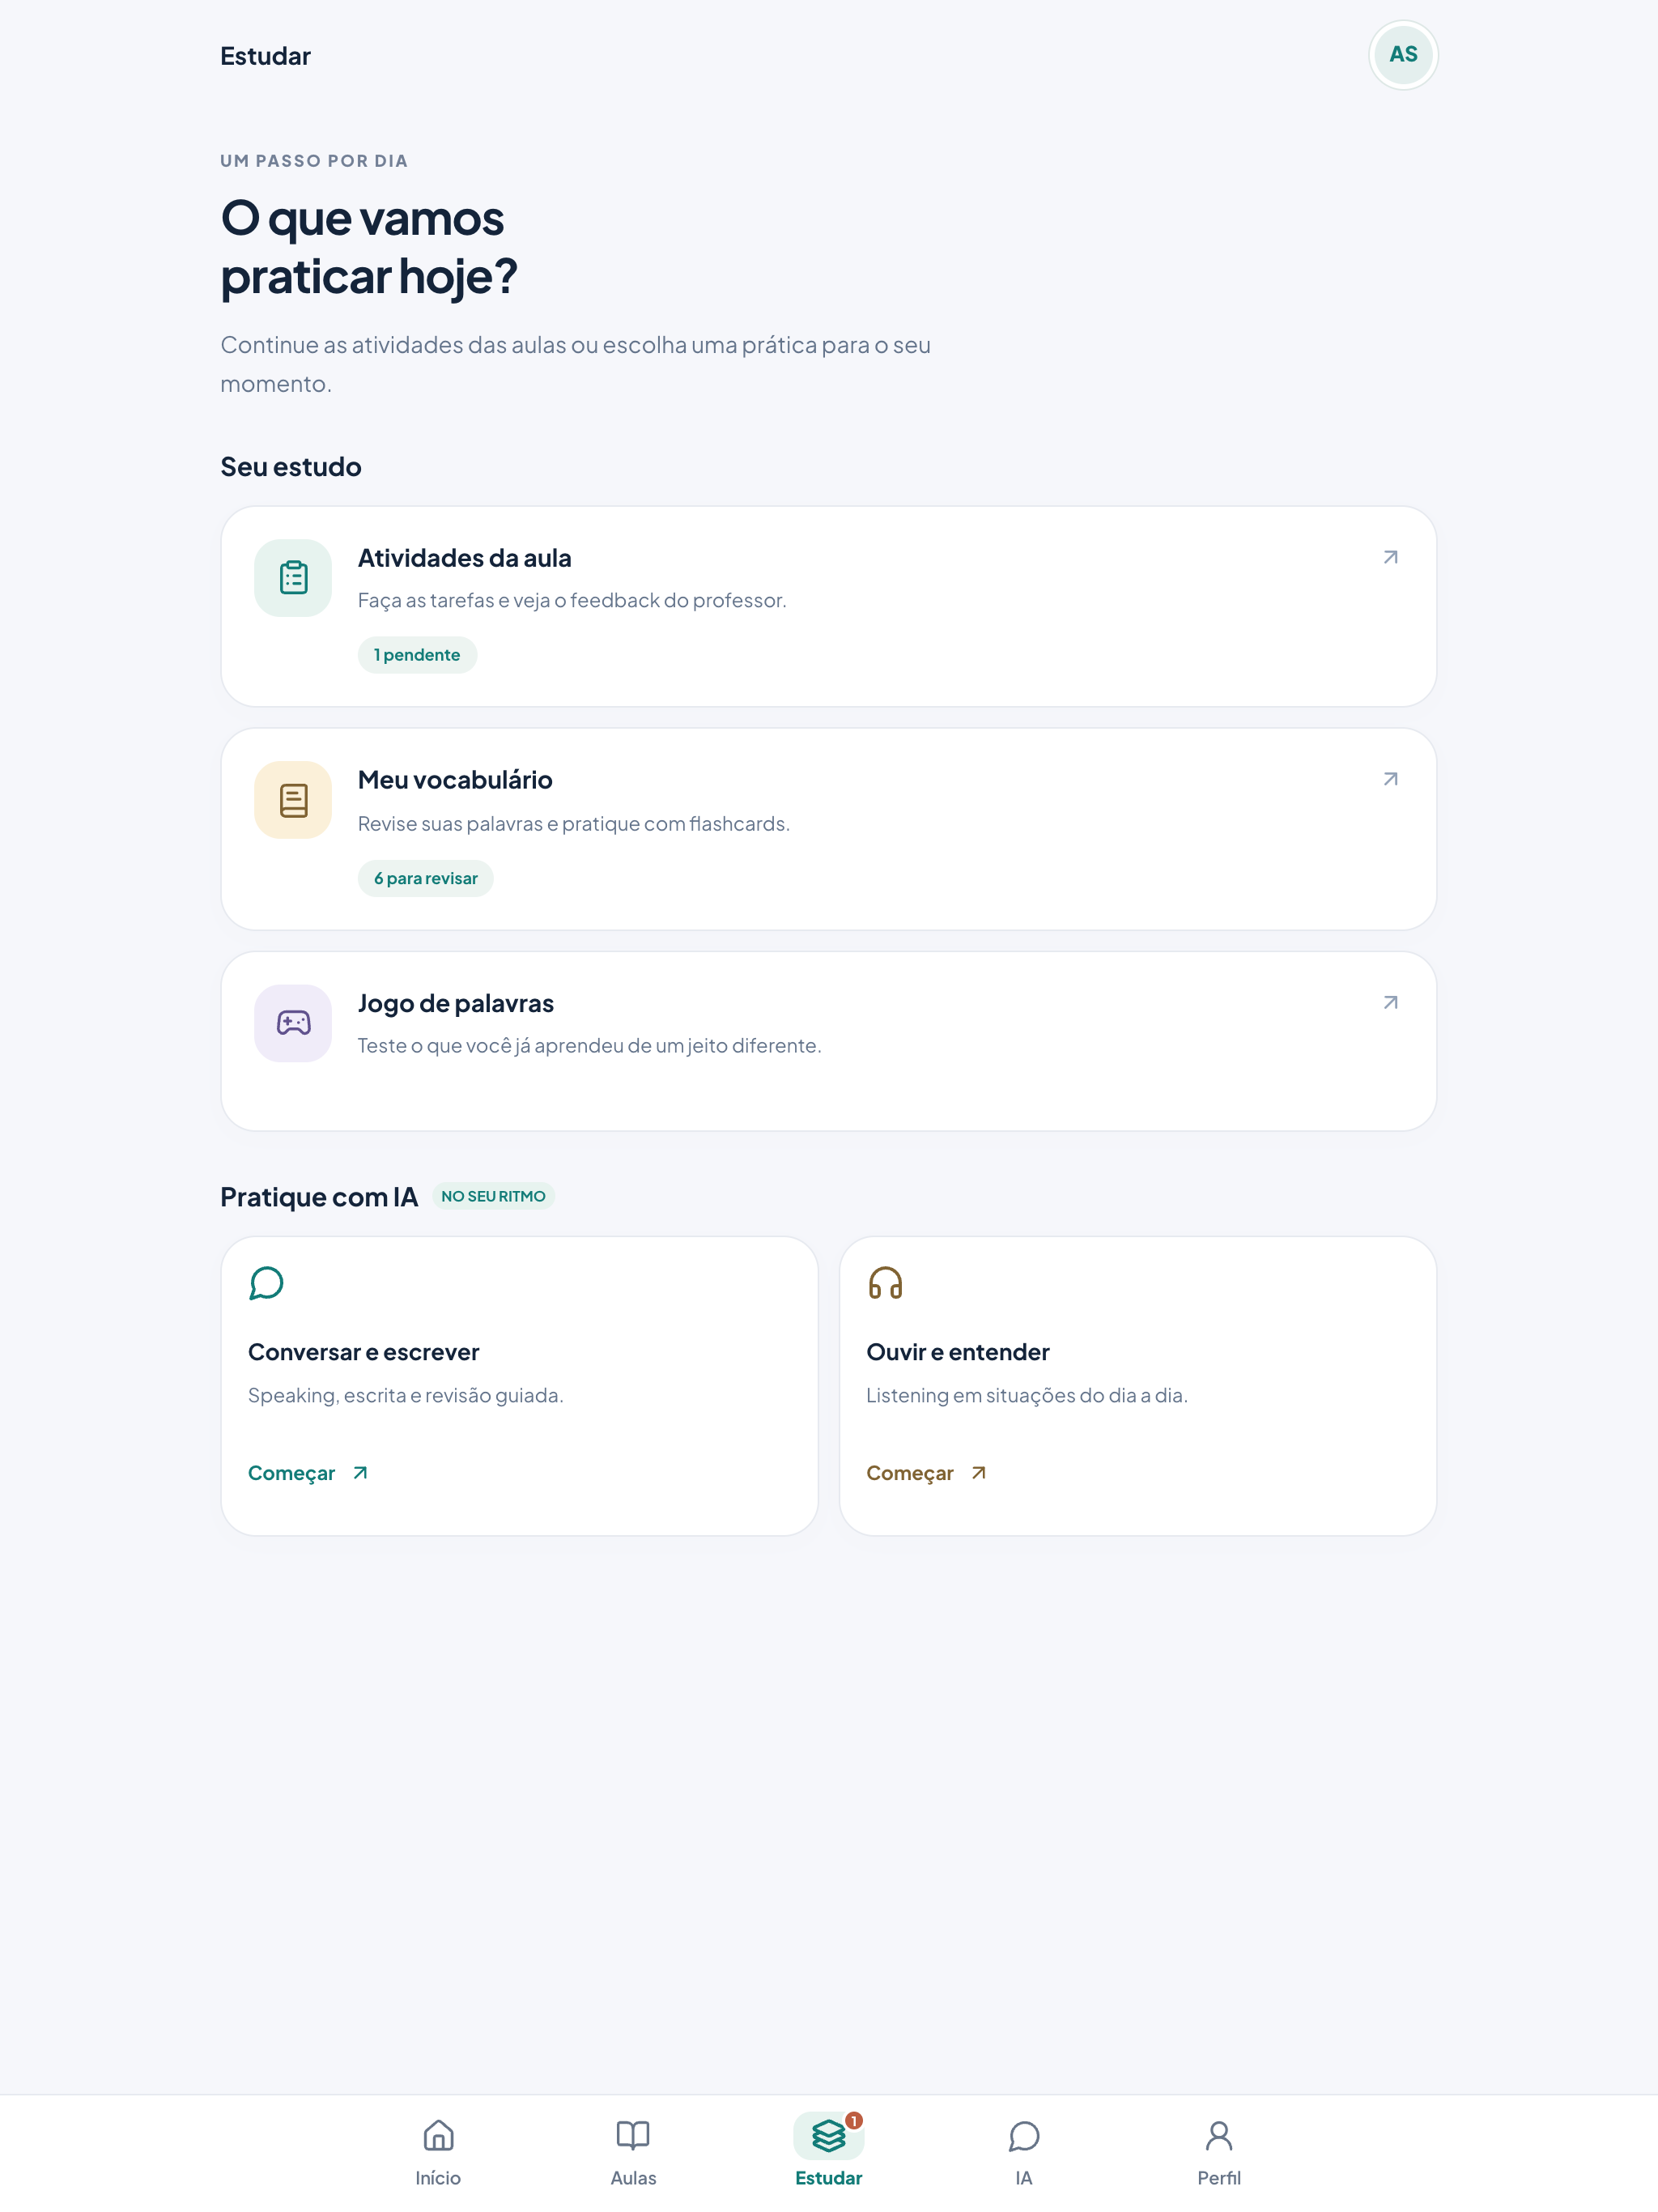 Estudar
AS
UM PASSO POR DIA
O que vamos
praticar hoje?
Continue as atividades das aulas ou escolha uma prática para o seu
momento.
Seu estudo
Atividades da aula
Faça as tarefas e veja o feedback do professor.
1 pendente
Meu vocabulário
Revise suas palavras e pratique com flashcards.
6 para revisar
Jogo de palavras
Teste o que você já aprendeu de um jeito diferente.
Pratique com IA
NO SEU RITMO
Conversar e escrever
Speaking, escrita e revisão guiada.
Começar
Ouvir e entender
Listening em situações do dia a dia.
Começar
1
Início
Aulas
Estudar
IA
Perfil